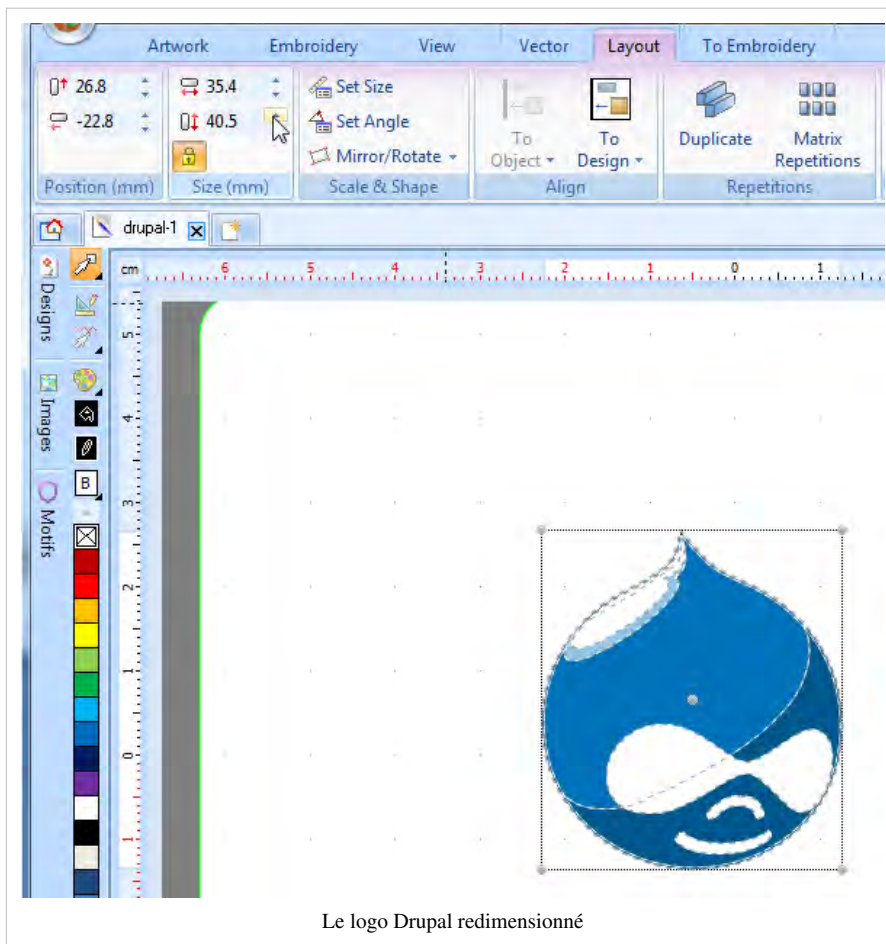 Artwork Embroidery View Vector Layout To Embroidery
26.8 35.4 Set Size
-22.8 40.5 Set Angle
Mirror/Rotate
To Object To Design Duplicate Matrix Repetitions
Position (mm) Size (mm) Scale & Shape Align Repetitions
drupal-1
cm 6 5 4 3 2 1 0 1
Designs
Images
Motifs
B
5
4
3
2
1
0
1
Le logo Drupal redimensionné